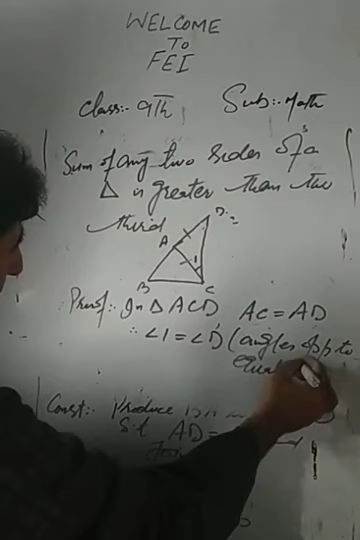 WELCOME
TO
FEI
Class:- 9Th Sub:- Math
Sum of any two sides of a
Δ is greater than the
third
D
2
A
1
B C
Proof:- In Δ ACD AC = AD
∴ ∠1 = ∠D (angles opp to
equal
Const:- Produce
S.t AD =